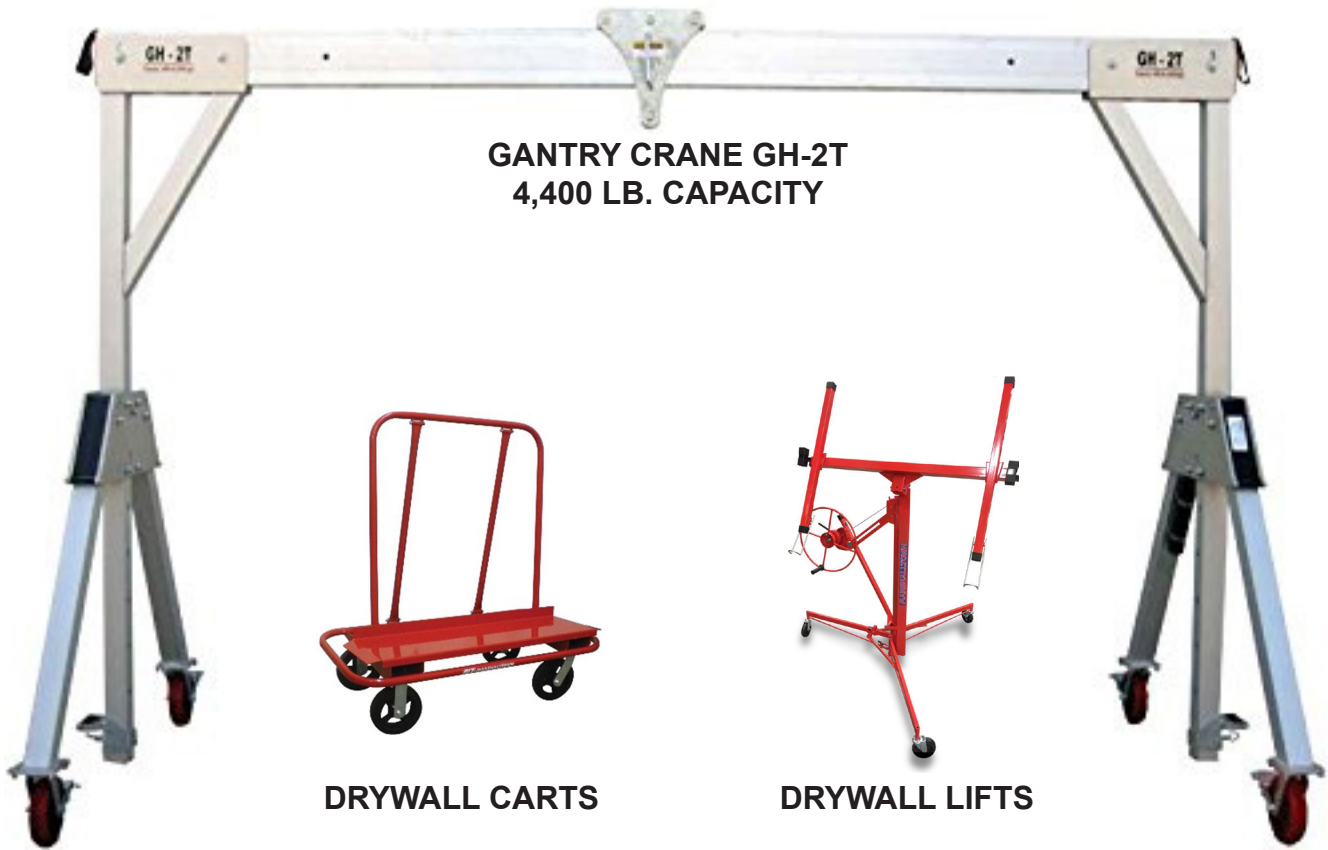 GH - 2T
GH - 2T
GANTRY CRANE GH-2T
4,400 LB. CAPACITY
DRYWALL CARTS
DRYWALL LIFTS